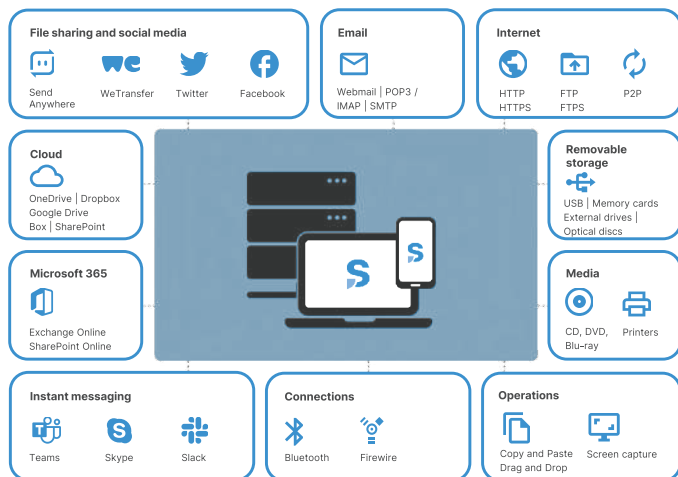 File sharing and social media
Send
Anywhere
WeTransfer
Twitter
Facebook
Email
Webmail | POP3 /
IMAP | SMTP
Internet
HTTP
HTTPS
FTP
FTPS
P2P
Cloud
OneDrive | Dropbox
Google Drive
Box | SharePoint
Removable
storage
USB | Memory cards
External drives |
Optical discs
Microsoft 365
Exchange Online
SharePoint Online
Media
CD, DVD,
Blu-ray
Printers
Instant messaging
Teams
Skype
Slack
Connections
Bluetooth
Firewire
Operations
Copy and Paste
Drag and Drop
Screen capture